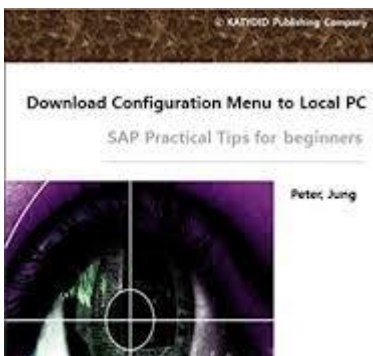 © KATYDID Publishing Company
Download Configuration Menu to Local PC
SAP Practical Tips for beginners
Peter, Jung